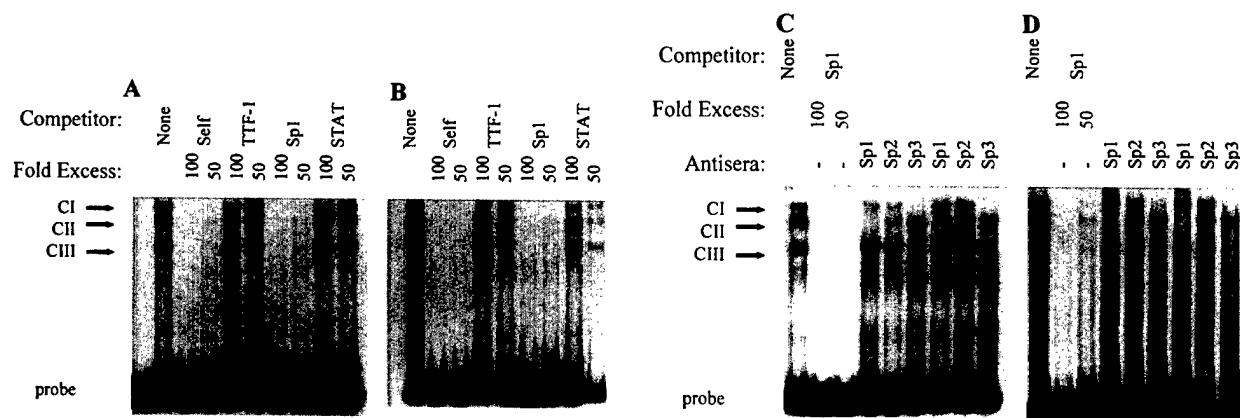 A
Competitor: None Self TTF-1 Sp1 STAT
Fold Excess: 100 50 100 50 100 50 100 50
CI
CII
CIII
probe
B
None Self TTF-1 Sp1 STAT
100 50 100 50 100 50 100 50
C
Competitor: None Sp1
Fold Excess: 100 50
Antisera: - - Sp1 Sp2 Sp3 Sp1 Sp2 Sp3
CI
CII
CIII
probe
D
None Sp1
100 50
- - Sp1 Sp2 Sp3 Sp1 Sp2 Sp3